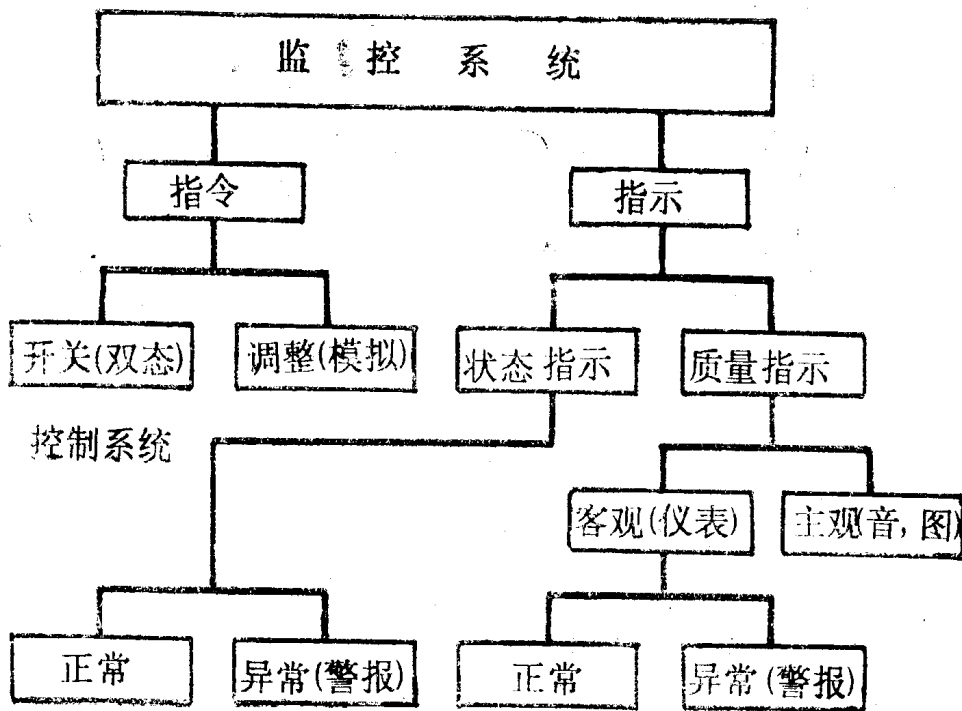 监控系统
指令
指示
开关(双态)
调整(模拟)
状态指示
质量指示
控制系统
客观(仪表)
主观(音,图)
正常
异常(警报)
正常
异常(警报)